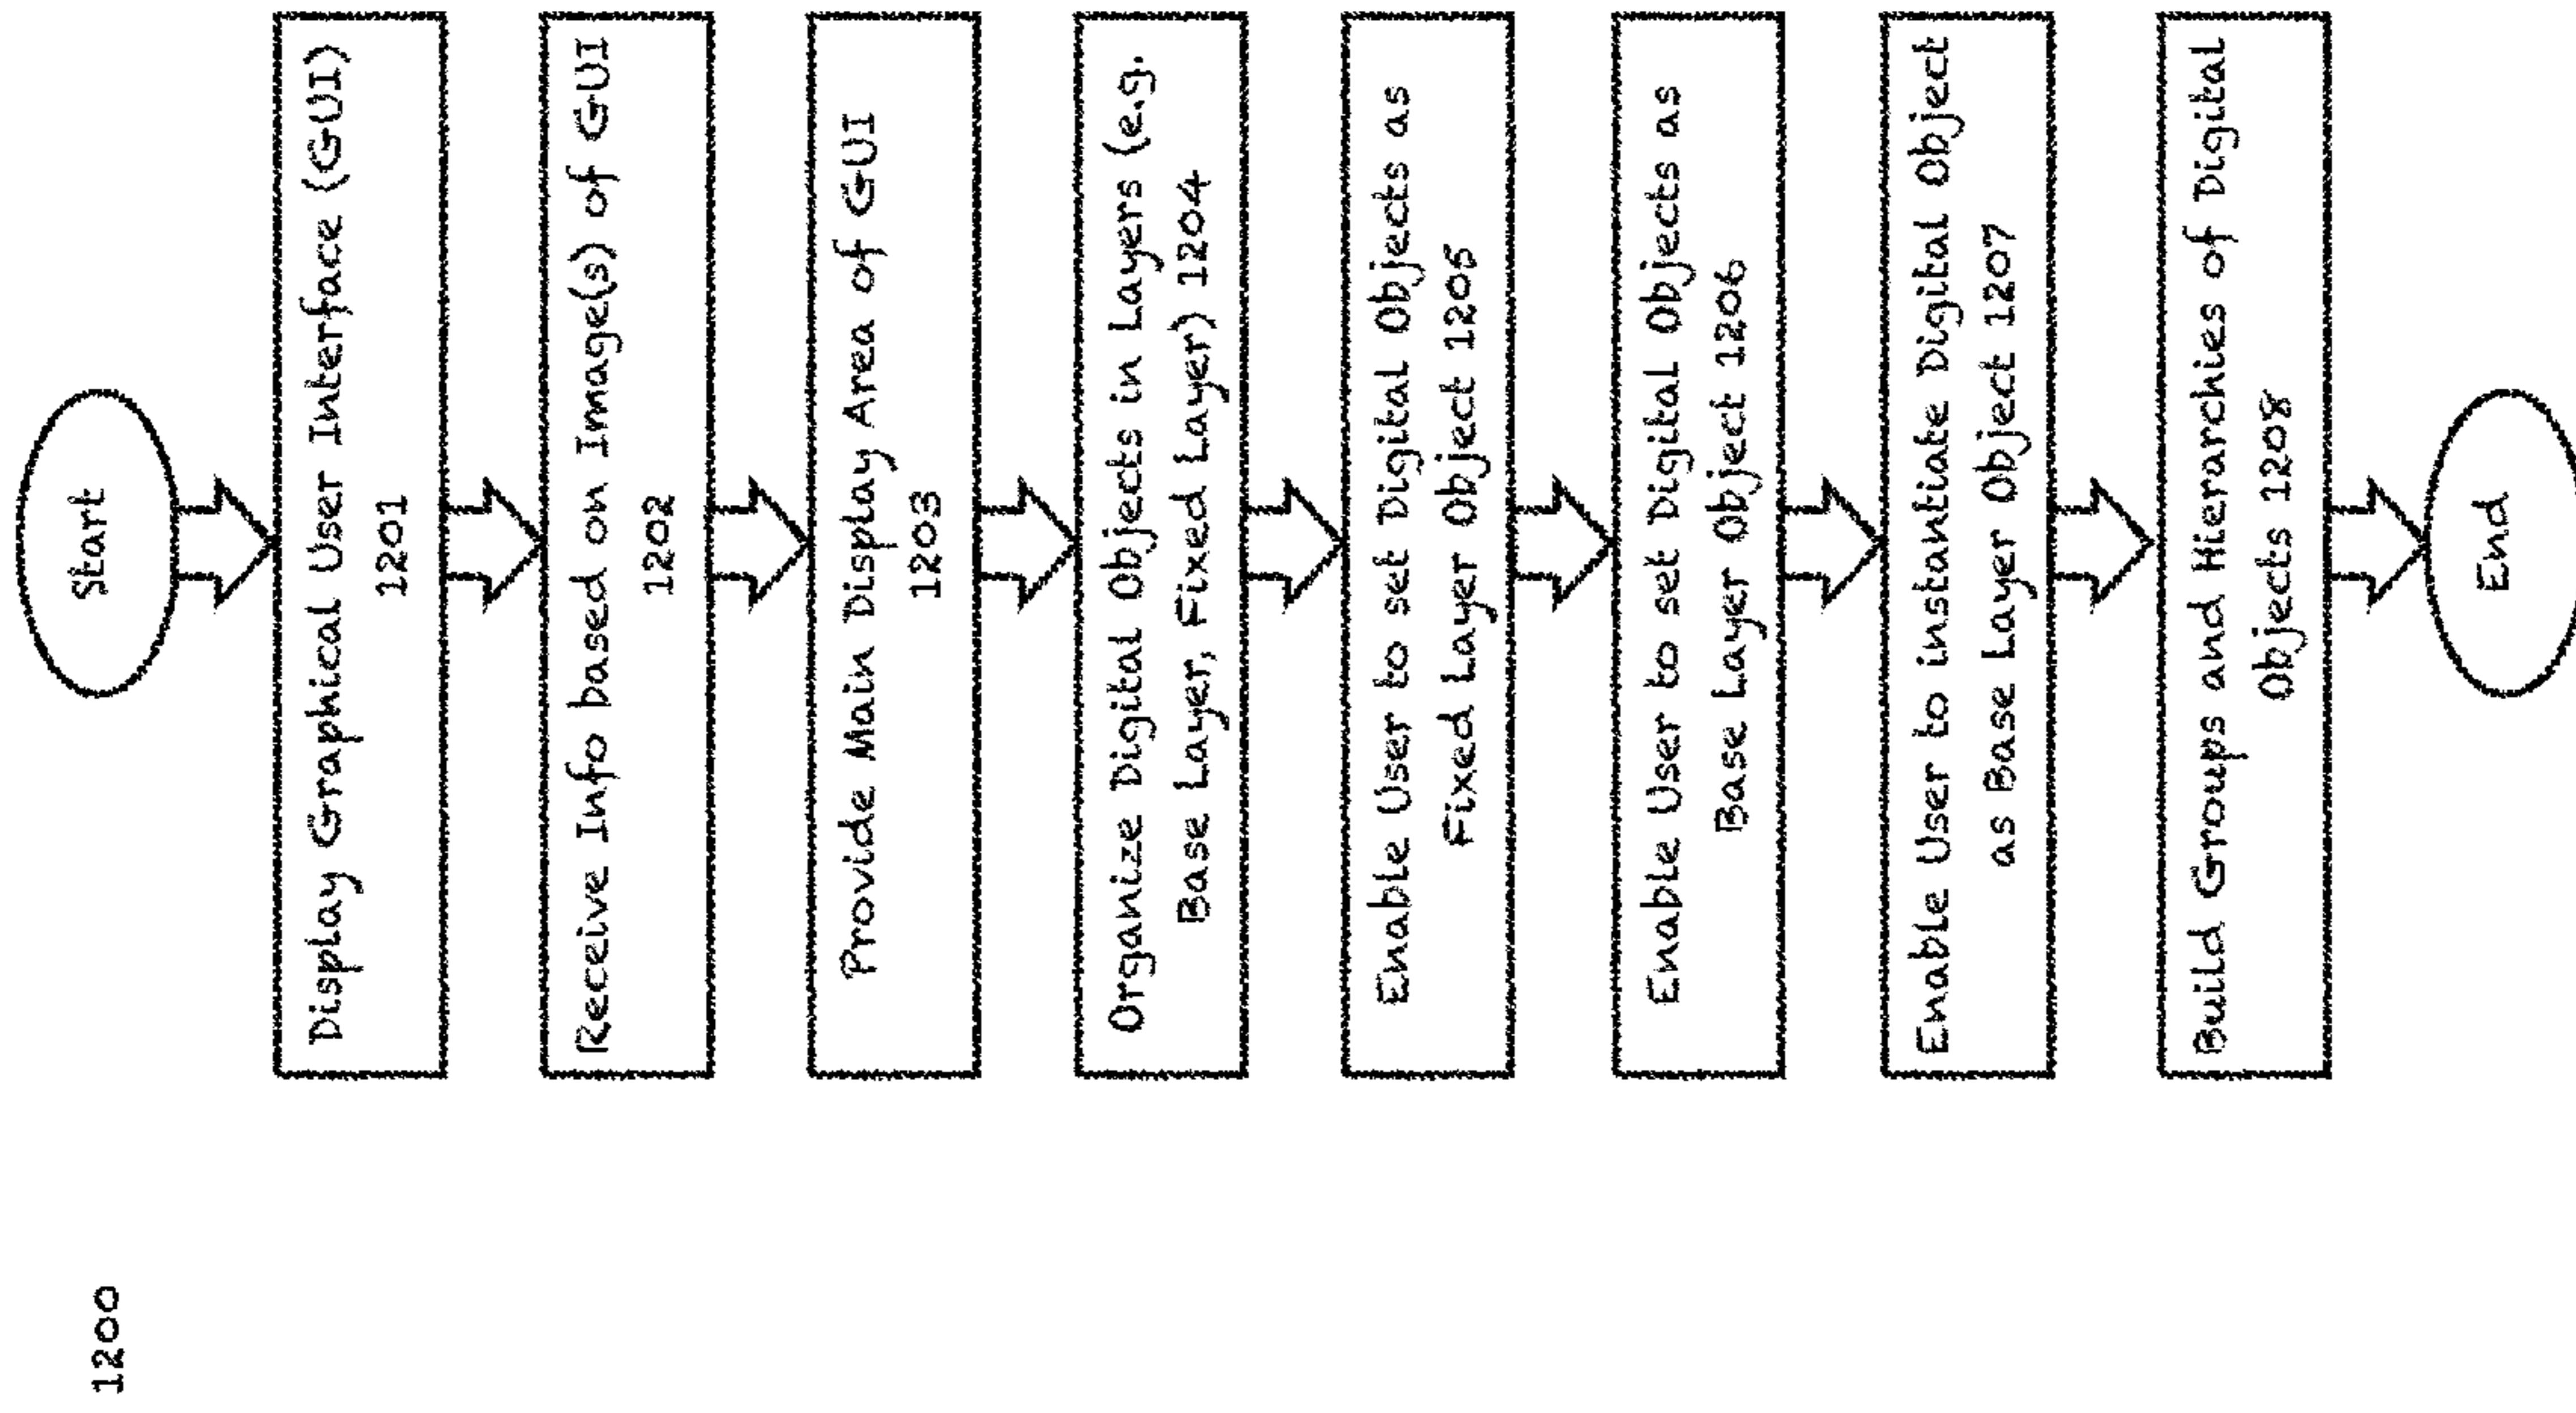 1200
Start
Display Graphical User Interface (GUI)
1201
Receive Info based on Image(s) of GUI
1202
Provide Main Display Area of GUI
1203
Organize Digital Objects in Layers (e.g.
Base Layer, Fixed Layer) 1204
Enable User to set Digital Objects as
Fixed Layer Object 1205
Enable User to set Digital Objects as
Base Layer Object 1206
Enable User to instantiate Digital Object
as Base Layer Object 1207
Build Groups and Hierarchies of Digital
Objects 1208
End